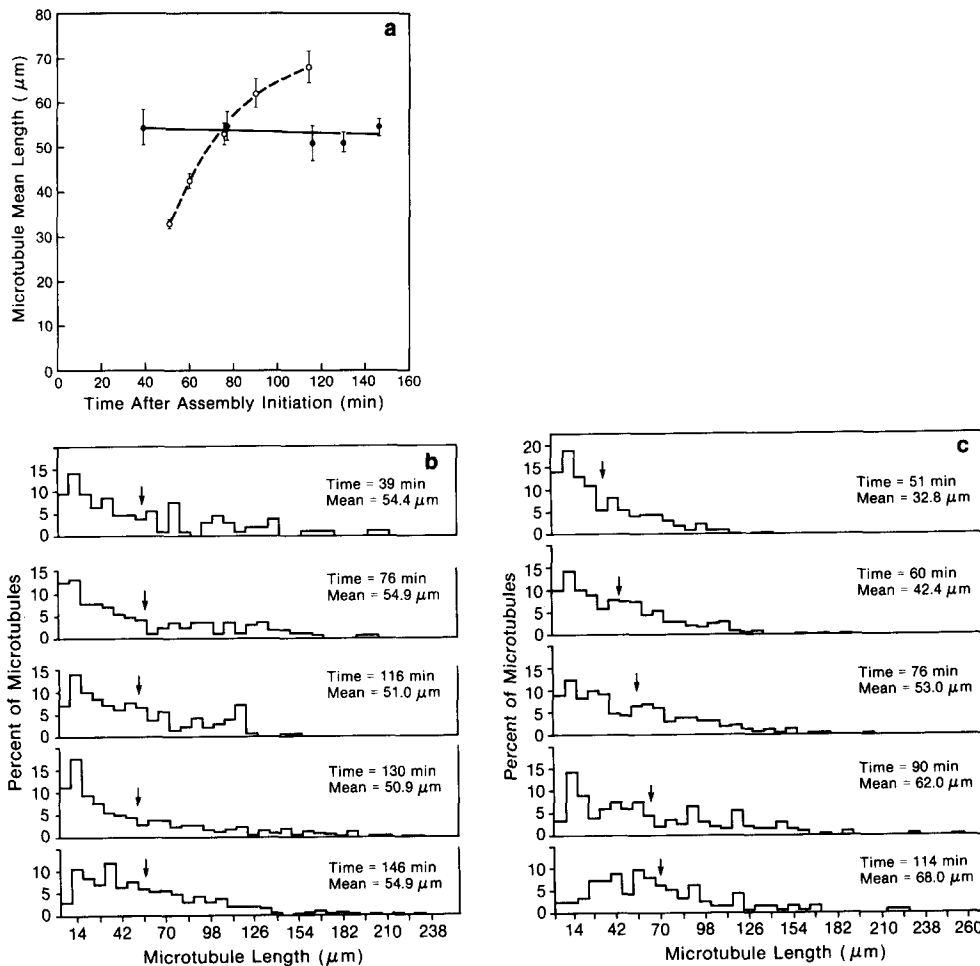 a
80
70
60
50
40
30
20
10
0
Microtubule Mean Length (μm)
0 20 40 60 80 100 120 140 160
Time After Assembly Initiation (min)
b
Percent of Microtubules
15
10
5
0
Time = 39 min
Mean = 54.4 μm
15
10
5
0
Time = 76 min
Mean = 54.9 μm
15
10
5
0
Time = 116 min
Mean = 51.0 μm
15
10
5
0
Time = 130 min
Mean = 50.9 μm
10
5
0
Time = 146 min
Mean = 54.9 μm
14 42 70 98 126 154 182 210 238
Microtubule Length (μm)
c
Percent of Microtubules
20
15
10
5
0
Time = 51 min
Mean = 32.8 μm
15
10
5
0
Time = 60 min
Mean = 42.4 μm
15
10
5
0
Time = 76 min
Mean = 53.0 μm
15
10
5
0
Time = 90 min
Mean = 62.0 μm
10
5
0
Time = 114 min
Mean = 68.0 μm
14 42 70 98 126 154 182 210 238 260
Microtubule Length (μm)